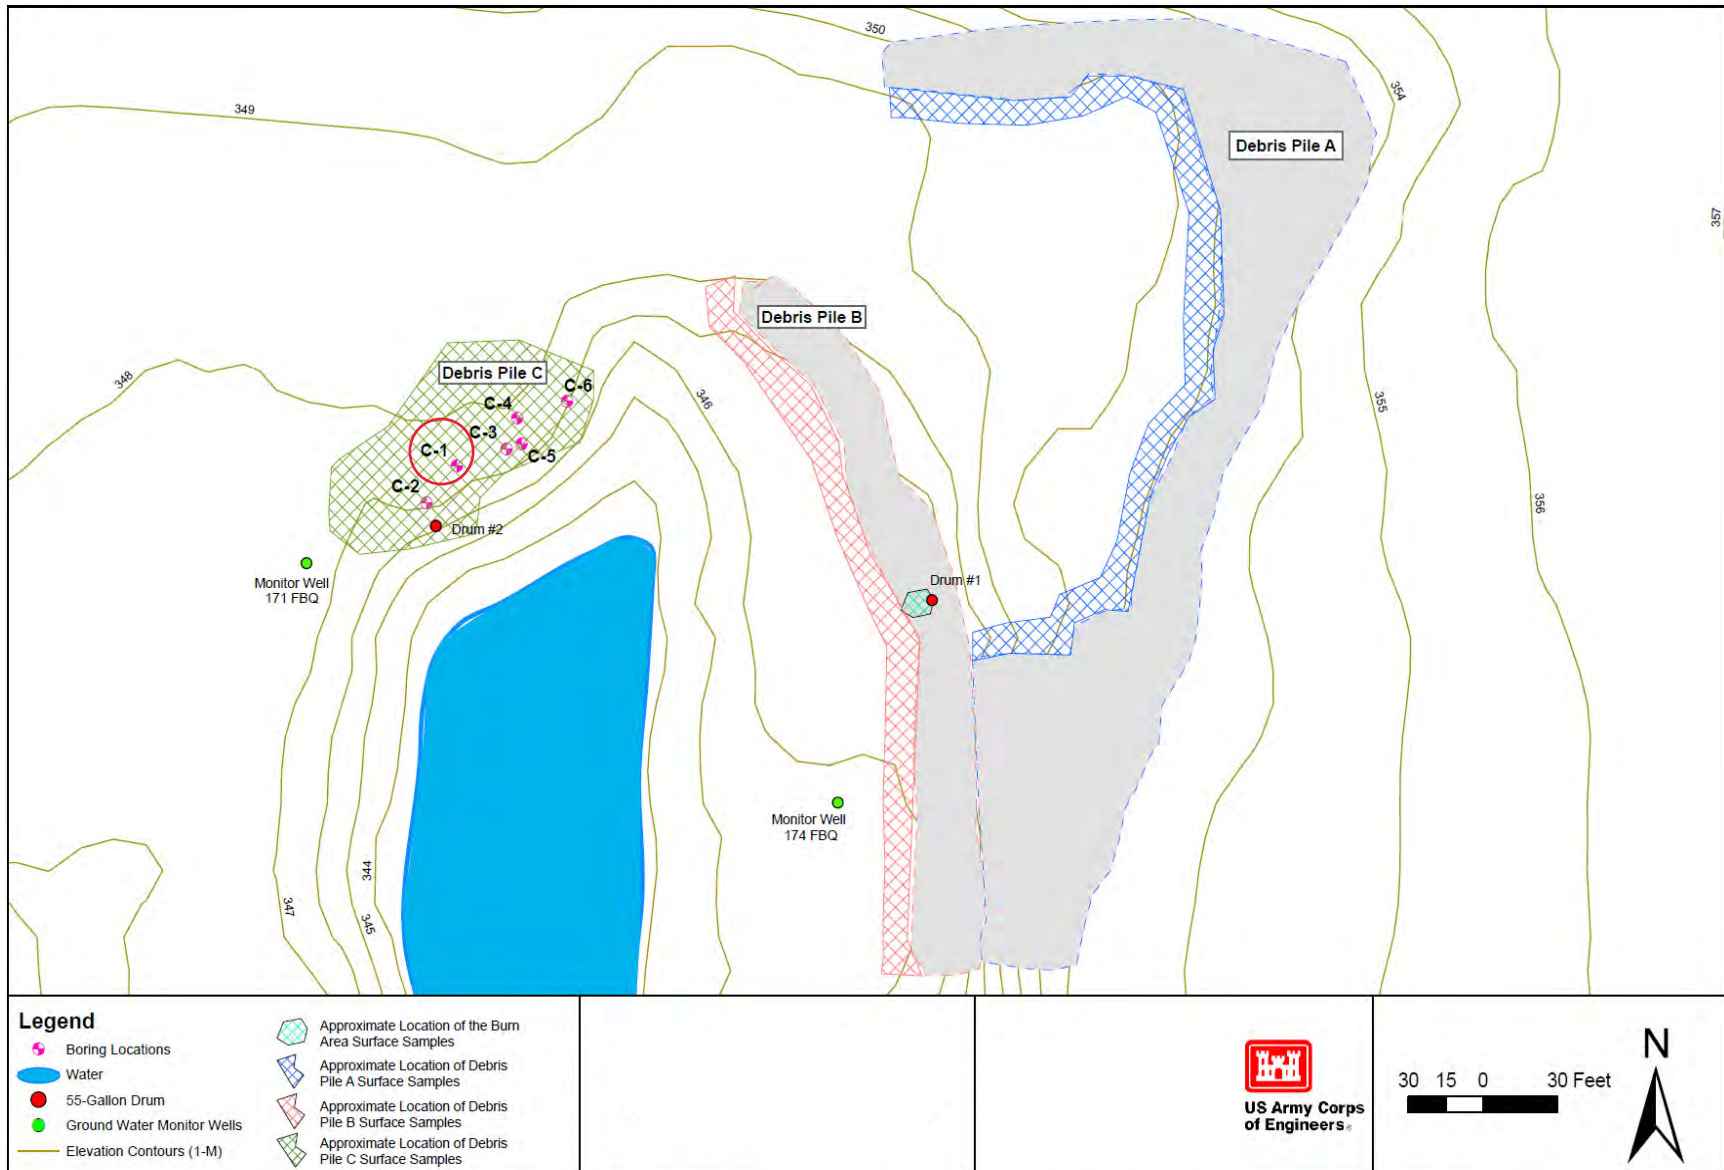 350
349
354
Debris Pile A
357
Debris Pile B
348
Debris Pile C
C-6
346
C-4
355
C-3
C-1
C-5
C-2
356
Drum #2
Monitor Well
171 FBQ
Drum #1
Monitor Well
174 FBQ
344
347
345
Legend
Boring Locations
Water
55-Gallon Drum
Ground Water Monitor Wells
Elevation Contours (1-M)
Approximate Location of the Burn
Area Surface Samples
Approximate Location of Debris
Pile A Surface Samples
Approximate Location of Debris
Pile B Surface Samples
Approximate Location of Debris
Pile C Surface Samples
US Army Corps
of Engineers®
30 15 0 30 Feet
N